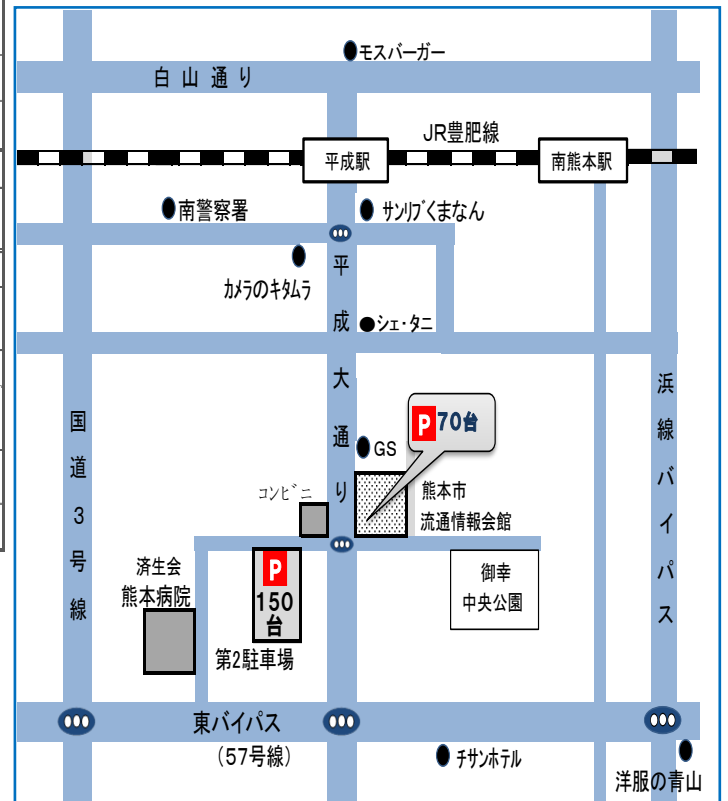 モスバーガー
白山通り
JR豊肥線
平成駅
南熊本駅
南警察署
サンリブくまなん
カメラのキタムラ
平成大通り
シェ・タニ
国道3号線
浜線バイパス
P 70台
GS
コンビニ
熊本市
流通情報会館
済生会
熊本病院
P
150
台
第2駐車場
御幸
中央公園
東バイパス
（57号線）
チサンホテル
洋服の青山